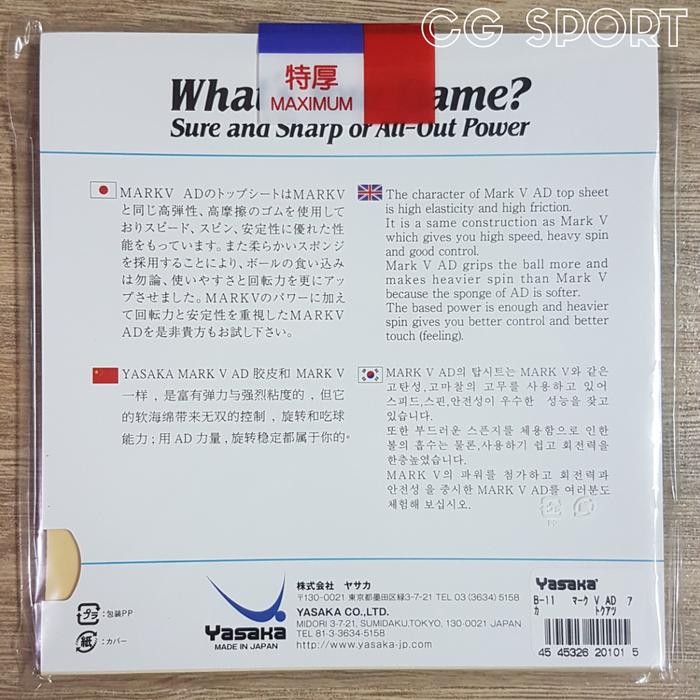 CG SPORT
特厚
MAXIMUM
What ame?
Sure and Sharp or All-Out Power
MARKV ADのトップシートはMARKV
と同じ高弾性、高摩擦のゴムを使用して
おりスピード、スピン、安定性に優れた性
能をもっています。また柔らかいスポンジ
を採用することにより、ボールの食い込み
は勿論、使いやすさと回転力を更にアッ
プさせました。MARKVのパワーに加え
て回転力と安定性を重視したMARKV
ADを是非貴方もお試し下さい。
The character of Mark V AD top sheet
is high elasticity and high friction.
It is a same construction as Mark V
which gives you high speed, heavy spin
and good control.
Mark V AD grips the ball more and
makes heavier spin than Mark V
because the sponge of AD is softer.
The based power is enough and heavier
spin gives you better control and better
touch (feeling).
YASAKA MARK V AD 胶皮和 MARK V
一样，是富有弹力与强烈粘度的，但它
的软海绵带来无双的控制，旋转和吃球
能力；用 AD 力量，旋转稳定都属于你的。
MARK V AD의 탑시트는 MARK V와 같은
고탄성,고마찰의 고무를 사용하고 있어
스피드,스핀,안전성이 우수한 성능을 잦고
있습니다.
또한 부드러운 스픈지를 체용함으로 인한
볼의 흡수는 물론,사용하기 쉽고 회전력을
한층높였습니다.
MARK V의 파워를 첨가하고 회전력과
안전성 을 중시한 MARK V AD를 여러분도
체험해 보십시오.
PP
プラ : 包装PP
紙 : カバー
Yasaka
MADE IN JAPAN
株式会社 ヤサカ
〒130-0021 東京都墨田区緑3-7-21 TEL 03 (3634) 5158
YASAKA CO.,LTD.
MIDORI 3-7-21, SUMIDAKU,TOKYO, 130-0021 JAPAN
TEL 81-3-3634-5158
http://www.yasaka-jp.com
Yasaka
B-11 マーク V AD 7
カ トクアツ
45 45326 20101 5